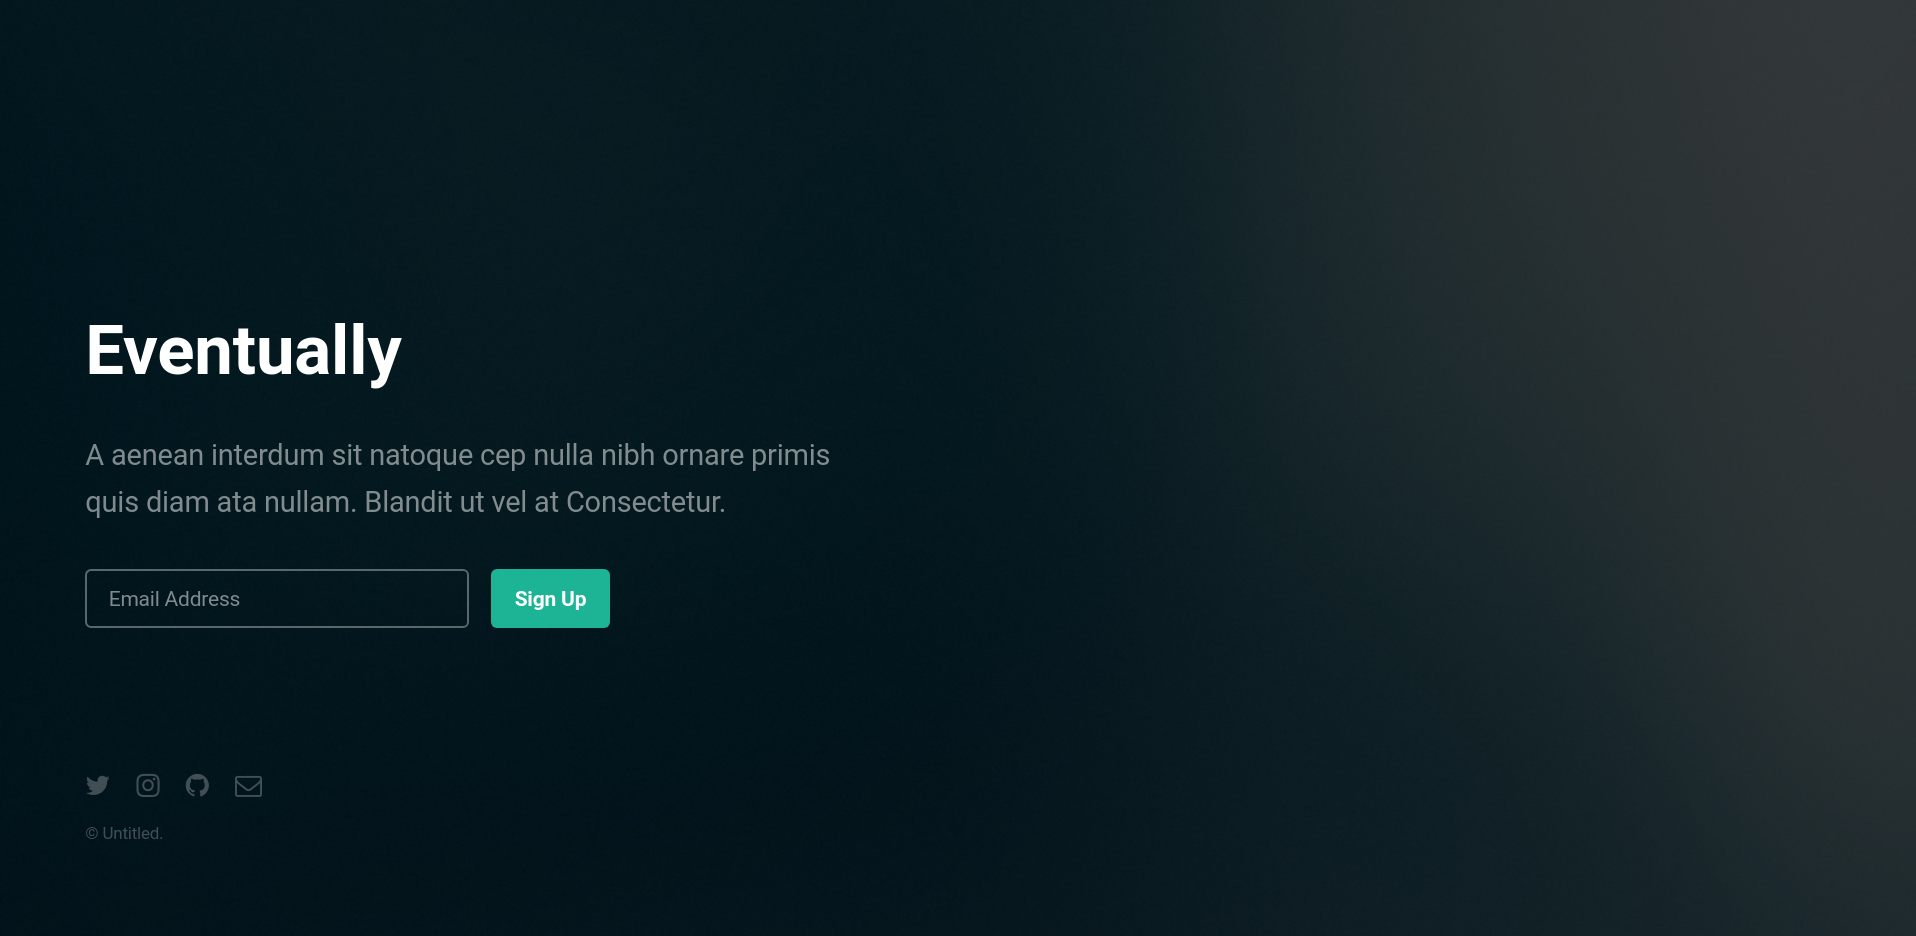 Eventually
A aenean interdum sit natoque cep nulla nibh ornare primis
quis diam ata nullam. Blandit ut vel at Consectetur.
Email Address
Sign Up
© Untitled.